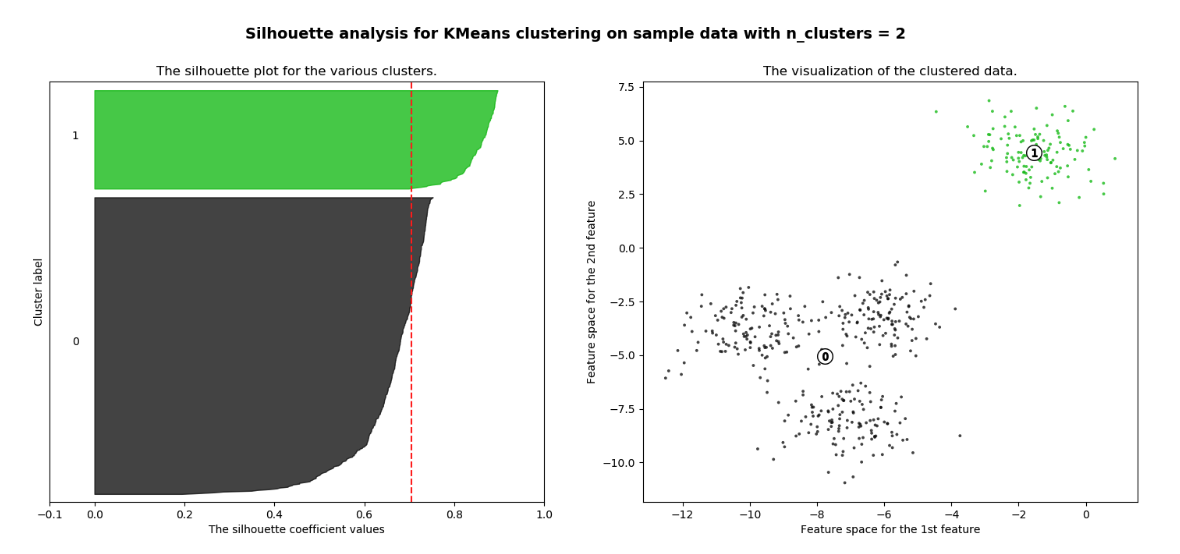 Silhouette analysis for KMeans clustering on sample data with n_clusters = 2
The silhouette plot for the various clusters.
1
0
Cluster label
−0.1 0.0 0.2 0.4 0.6 0.8 1.0
The silhouette coefficient values
The visualization of the clustered data.
7.5
5.0
2.5
0.0
−2.5
−5.0
−7.5
−10.0
Feature space for the 2nd feature
1
0
−12 −10 −8 −6 −4 −2 0
Feature space for the 1st feature